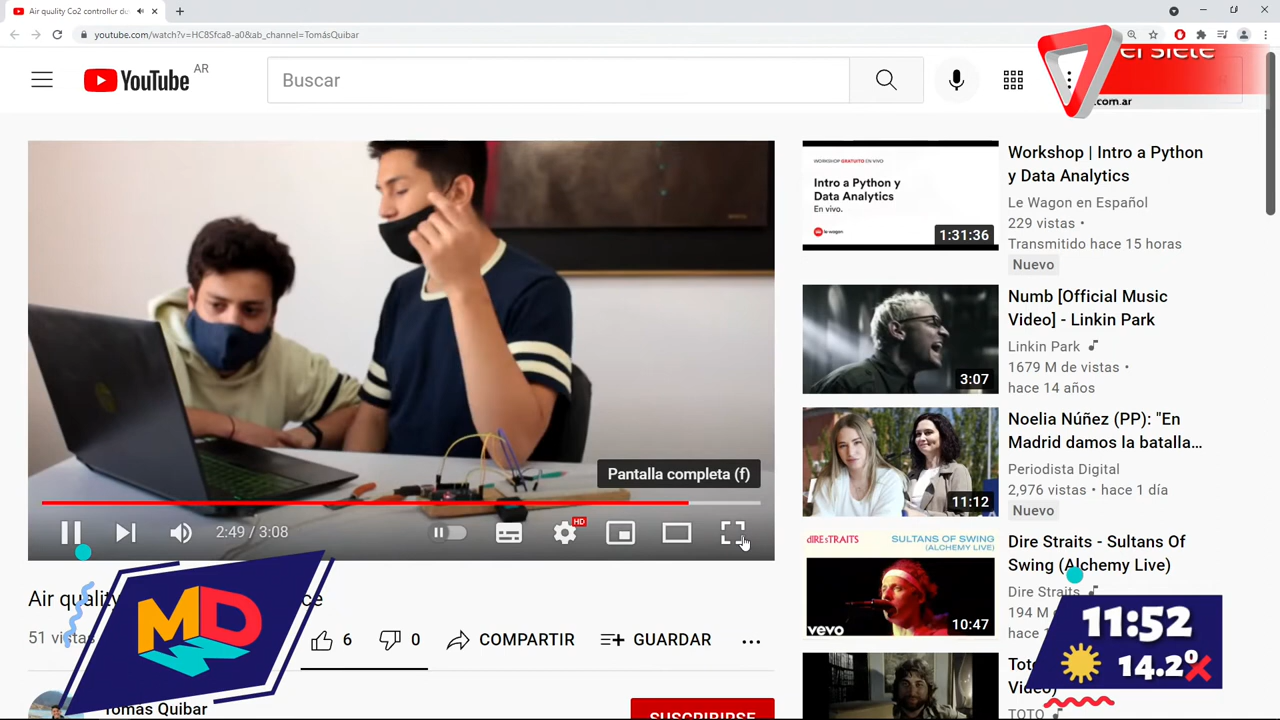 Air quality Co2 controller de
youtube.com/watch?v=HC8Sfca8-a0&ab_channel=TomásQuibar
YouTube
AR
Buscar
el siete
.com.ar
Pantalla completa (f)
HD
2:49 / 3:08
Air
51 vistas
6
0
COMPARTIR
GUARDAR
Tomás Quibar
SUSCRIBIRSE
MD
WORKSHOP GRATUITO EN VIVO
Intro a Python y
Data Analytics
En vivo.
le wagon
1:31:36
Workshop | Intro a Python
y Data Analytics
Le Wagon en Español
229 vistas •
Transmitido hace 15 horas
Nuevo
3:07
Numb [Official Music
Video] - Linkin Park
Linkin Park
1679 M de vistas •
hace 14 años
11:12
Noelia Núñez (PP): "En
Madrid damos la batalla...
Periodista Digital
2,976 vistas • hace 1 día
Nuevo
dIRE STRAITS
SULTANS OF SWING
(ALCHEMY LIVE)
vevo
10:47
Dire Straits - Sultans Of
Swing (Alchemy Live)
Dire Straits
194 M
hace
Video)
TOTO
11:52
14.2º